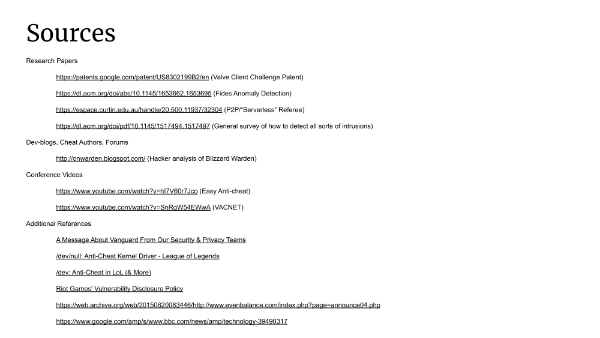 Sources
Research Papers
https://patents.google.com/patent/US8302199B2/en (Valve Client Challenge Patent)
https://dl.acm.org/doi/abs/10.1145/1653662.1653696 (Fides Anomaly Detection)
https://espace.curtin.edu.au/handle/20.500.11937/32304 (P2P/"Serverless" Referee)
https://dl.acm.org/doi/pdf/10.1145/1517494.1517497 (General survey of how to detect all sorts of intrusions)
Dev-blogs, Cheat Authors, Forums
http://onwarden.blogspot.com/ (Hacker analysis of Blizzard Warden)
Conference Videos
https://www.youtube.com/watch?v=hI7V60r7Jco (Easy Anti-cheat)
https://www.youtube.com/watch?v=SnRqW54EWwA (VACNET)
Additional References
A Message About Vanguard From Our Security & Privacy Teams
/dev/null: Anti-Cheat Kernel Driver - League of Legends
/dev: Anti-Cheat in LoL (& More)
Riot Games' Vulnerability Disclosure Policy
https://web.archive.org/web/20150820083446/http://www.evenbalance.com/index.php?page=announce04.php
https://www.google.com/amp/s/www.bbc.com/news/amp/technology-39490317